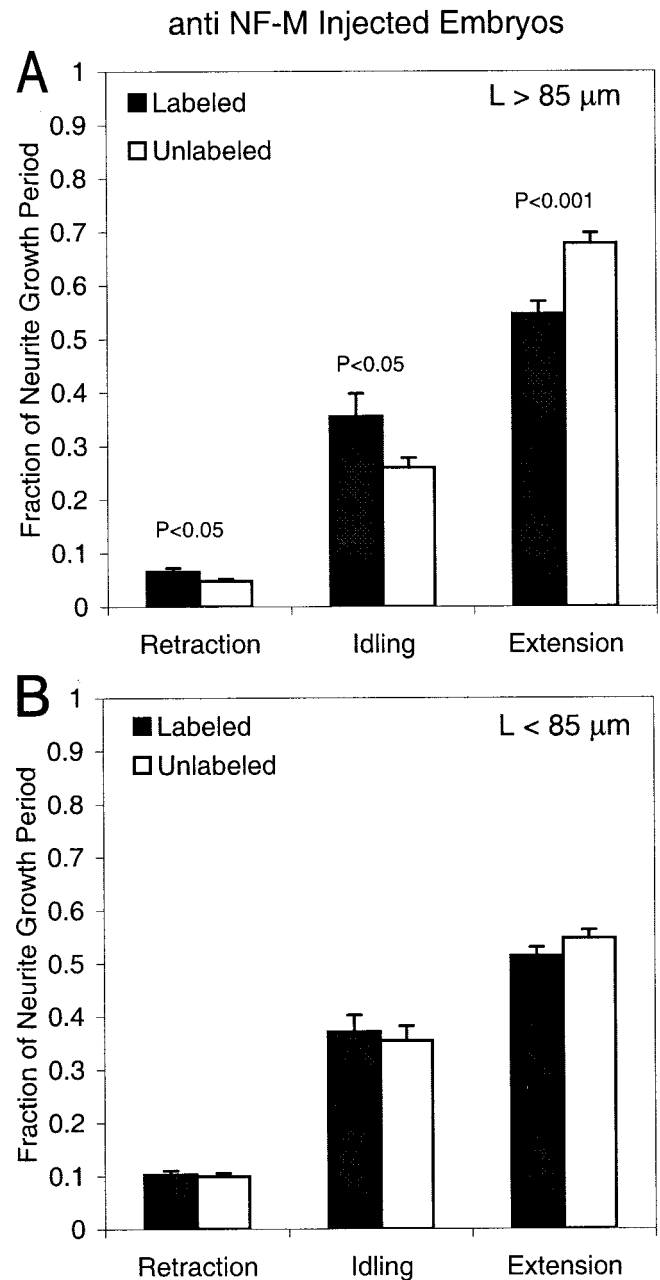 anti NF-M Injected Embryos
A
L > 85 μm
Labeled
Unlabeled
Fraction of Neurite Growth Period
1
0.9
0.8
0.7
0.6
0.5
0.4
0.3
0.2
0.1
0
P<0.05
P<0.05
P<0.001
Retraction Idling Extension
B
L < 85 μm
Labeled
Unlabeled
Fraction of Neurite Growth Period
1
0.9
0.8
0.7
0.6
0.5
0.4
0.3
0.2
0.1
0
Retraction Idling Extension